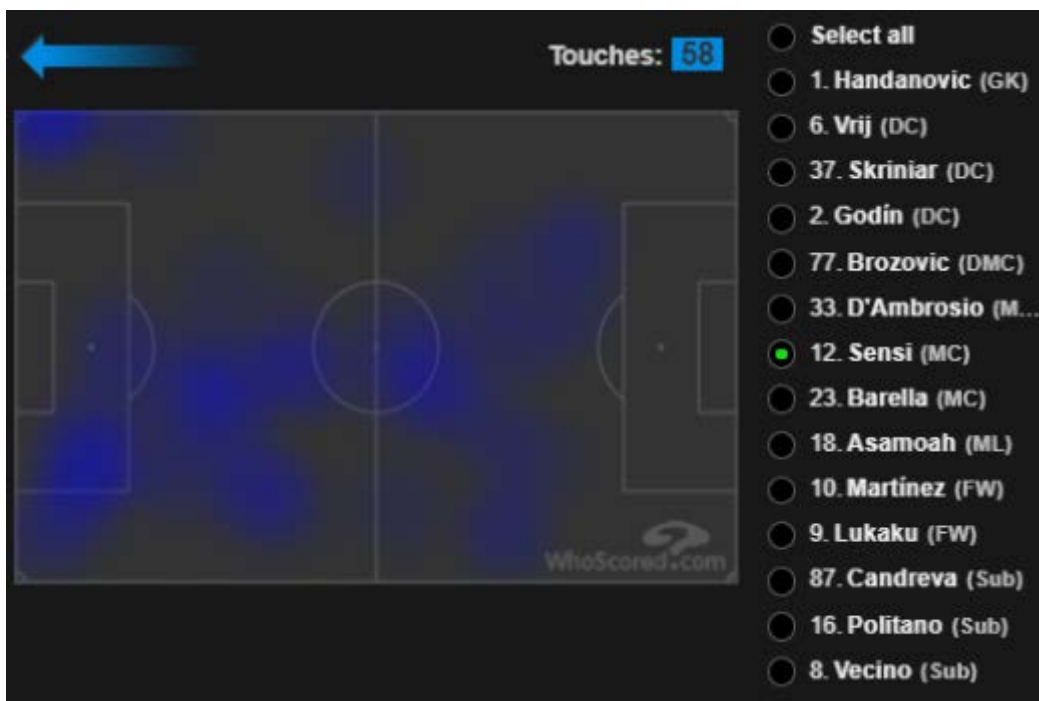 Touches: 58
WhoScored.com
Select all
1. Handanovic (GK)
6. Vrij (DC)
37. Skriniar (DC)
2. Godín (DC)
77. Brozovic (DMC)
33. D'Ambrosio (M...
12. Sensi (MC)
23. Barella (MC)
18. Asamoah (ML)
10. Martínez (FW)
9. Lukaku (FW)
87. Candreva (Sub)
16. Politano (Sub)
8. Vecino (Sub)